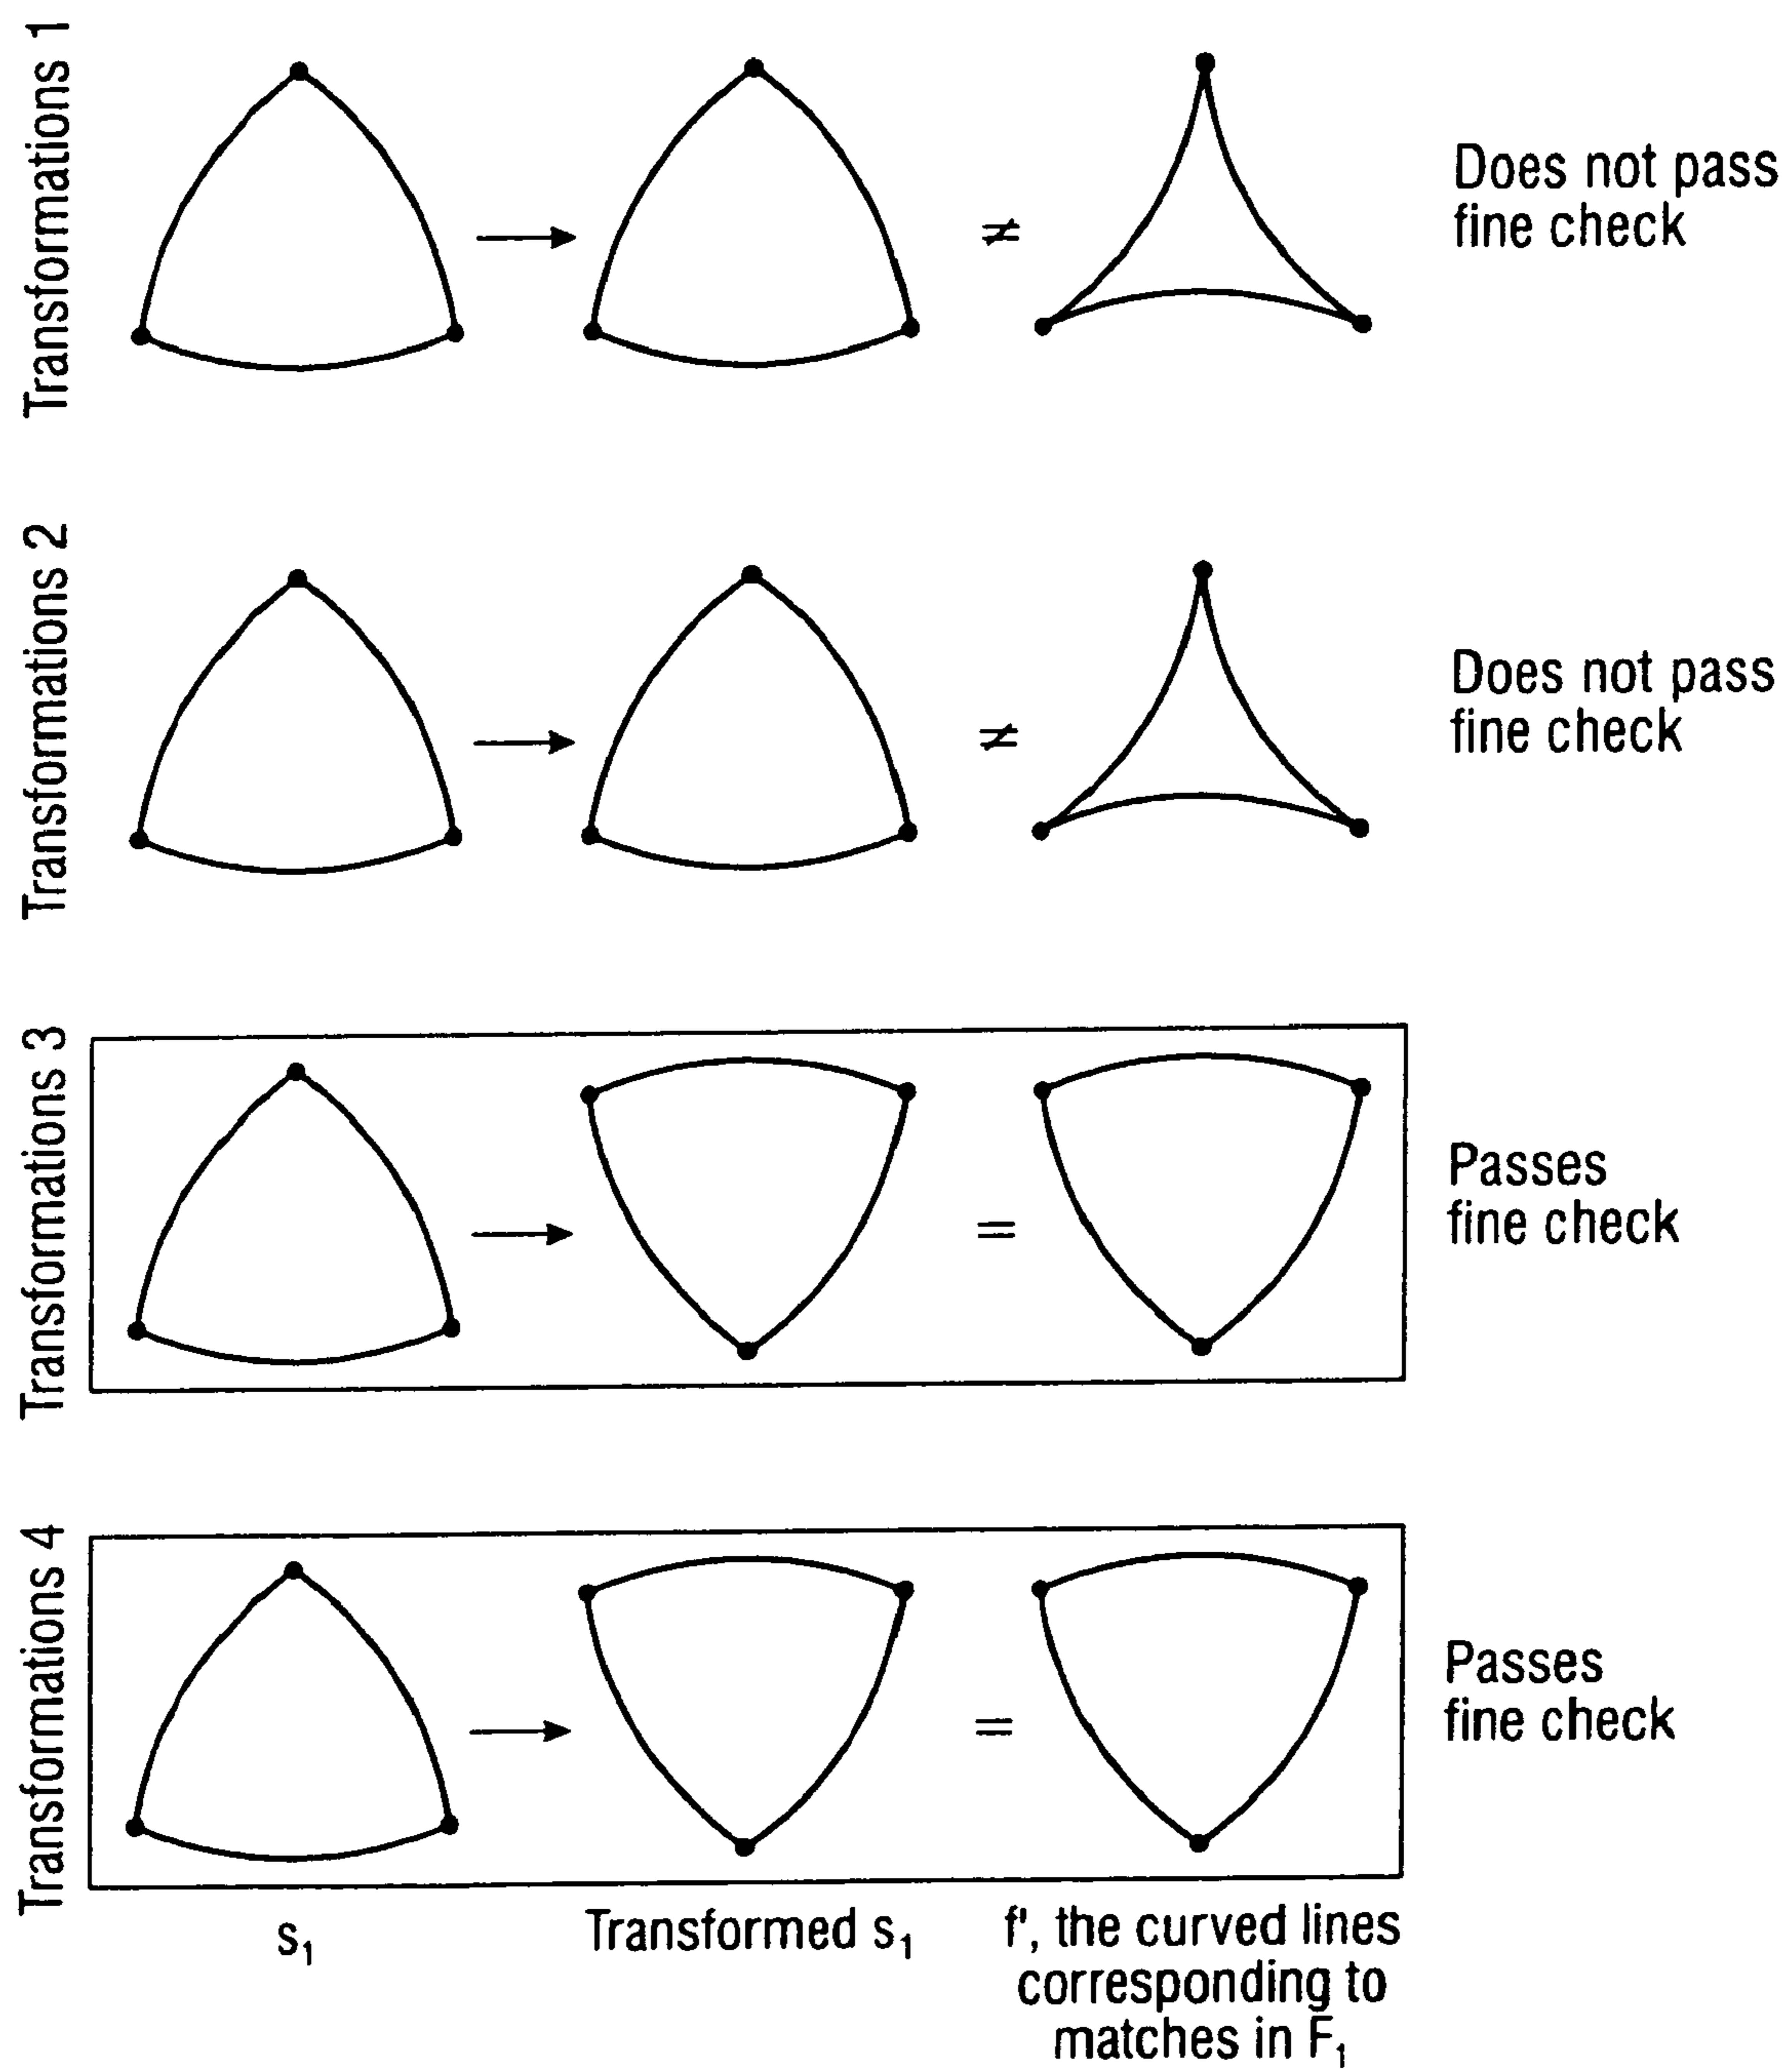 Transformations 1
Does not pass
fine check
≠
Transformations 2
Does not pass
fine check
≠
Transformations 3
Passes
fine check
=
Transformations 4
Passes
fine check
=
s₁
Transformed s₁
f', the curved lines
corresponding to
matches in F₁